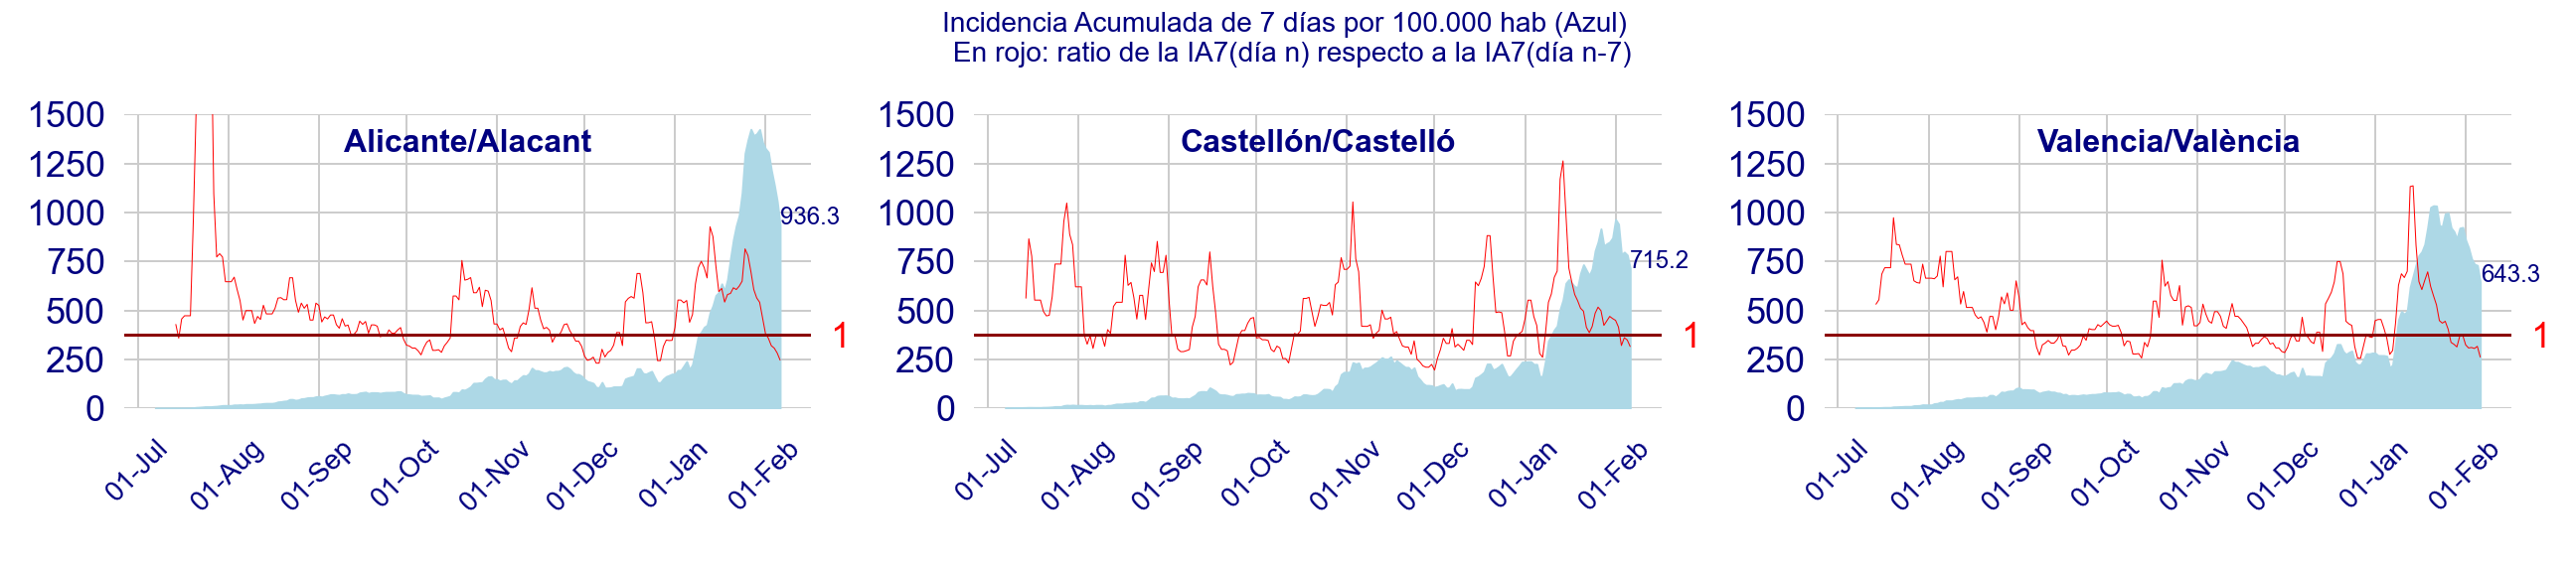 Incidencia Acumulada de 7 días por 100.000 hab (Azul)
En rojo: ratio de la IA7(día n) respecto a la IA7(día n-7)
Alicante/Alacant
1500
1250
1000
750
500
250
0
936.3
1
01-Jul
01-Aug
01-Sep
01-Oct
01-Nov
01-Dec
01-Jan
01-Feb
Castellón/Castelló
1500
1250
1000
750
500
250
0
715.2
1
01-Jul
01-Aug
01-Sep
01-Oct
01-Nov
01-Dec
01-Jan
01-Feb
Valencia/València
1500
1250
1000
750
500
250
0
643.3
1
01-Jul
01-Aug
01-Sep
01-Oct
01-Nov
01-Dec
01-Jan
01-Feb